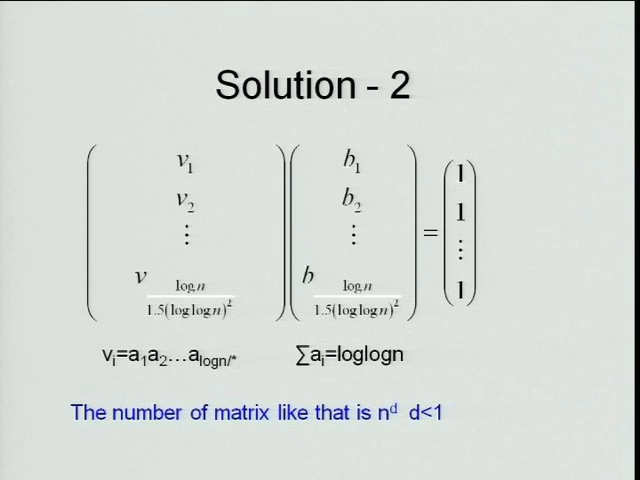 Solution - 2
v₁ b₁ 1
v₂ b₂ 1
⋮ ⋮ = ⋮
v log n / 1.5(log log n)² b log n / 1.5(log log n)² 1
vᵢ=a₁a₂…a_logn/* ∑aᵢ=loglogn
The number of matrix like that is nᵈ d<1